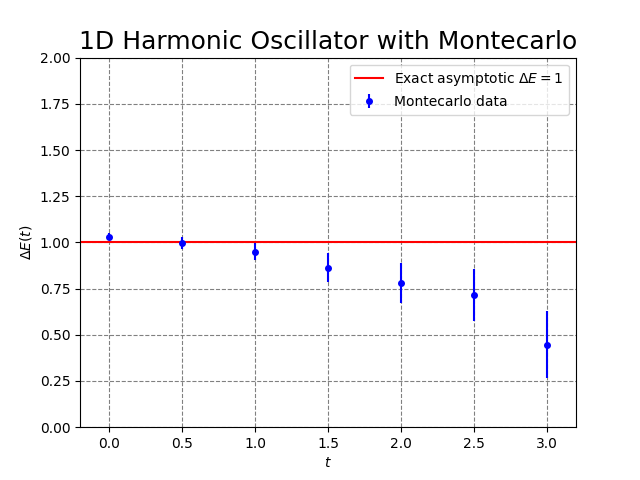 1D Harmonic Oscillator with Montecarlo
2.00
1.75
1.50
1.25
1.00
0.75
0.50
0.25
0.00
ΔE(t)
Exact asymptotic ΔE = 1
Montecarlo data
0.0 0.5 1.0 1.5 2.0 2.5 3.0
t